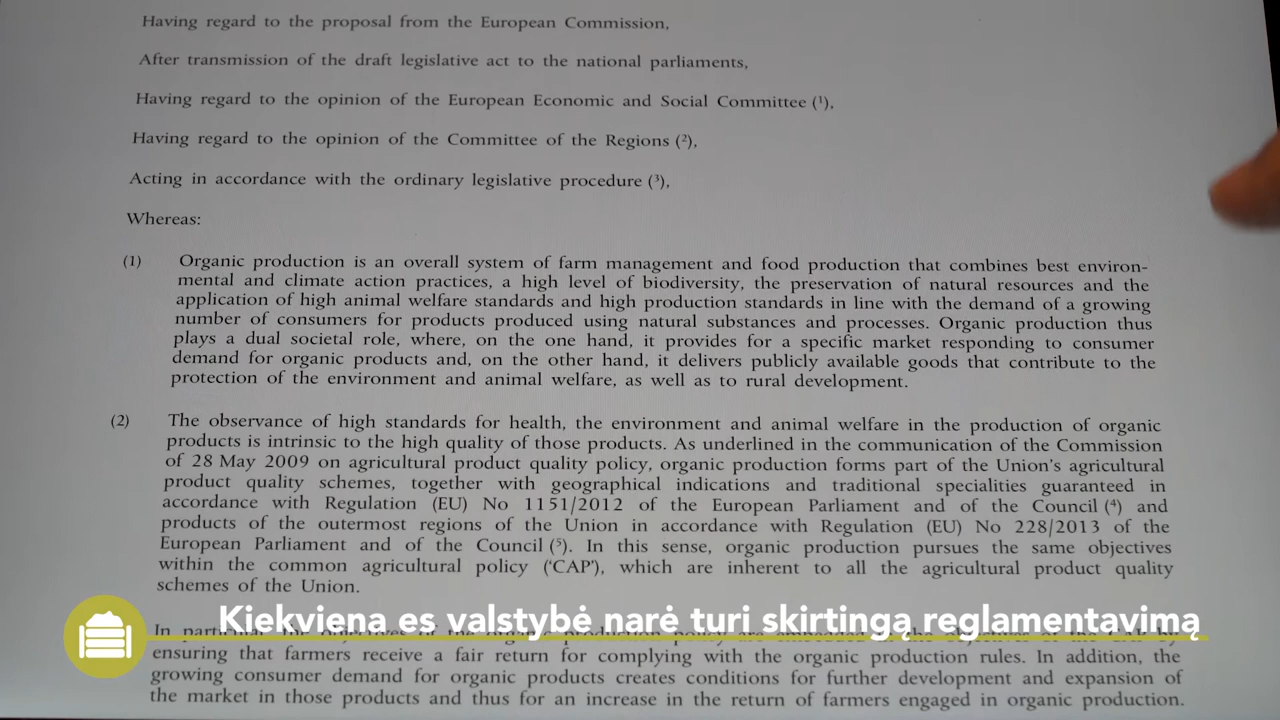 Having regard to the proposal from the European Commission,
After transmission of the draft legislative act to the national parliaments,
Having regard to the opinion of the European Economic and Social Committee (¹),
Having regard to the opinion of the Committee of the Regions (²),
Acting in accordance with the ordinary legislative procedure (³),
Whereas:
(1) Organic production is an overall system of farm management and food production that combines best environ-
mental and climate action practices, a high level of biodiversity, the preservation of natural resources and the
application of high animal welfare standards and high production standards in line with the demand of a growing
number of consumers for products produced using natural substances and processes. Organic production thus
plays a dual societal role, where, on the one hand, it provides for a specific market responding to consumer
demand for organic products and, on the other hand, it delivers publicly available goods that contribute to the
protection of the environment and animal welfare, as well as to rural development.
(2) The observance of high standards for health, the environment and animal welfare in the production of organic
products is intrinsic to the high quality of those products. As underlined in the communication of the Commission
of 28 May 2009 on agricultural product quality policy, organic production forms part of the Union's agricultural
product quality schemes, together with geographical indications and traditional specialities guaranteed in
accordance with Regulation (EU) No 1151/2012 of the European Parliament and of the Council (⁴) and
products of the outermost regions of the Union in accordance with Regulation (EU) No 228/2013 of the
European Parliament and of the Council (⁵). In this sense, organic production pursues the same objectives
within the common agricultural policy ('CAP'), which are inherent to all the agricultural product quality
schemes of the Union.
Kiekviena es valstybė narė turi skirtingą reglamentavimą
In
ensuring that farmers receive a fair return for complying with the organic production rules. In addition, the
growing consumer demand for organic products creates conditions for further development and expansion of
the market in those products and thus for an increase in the return of farmers engaged in organic production.